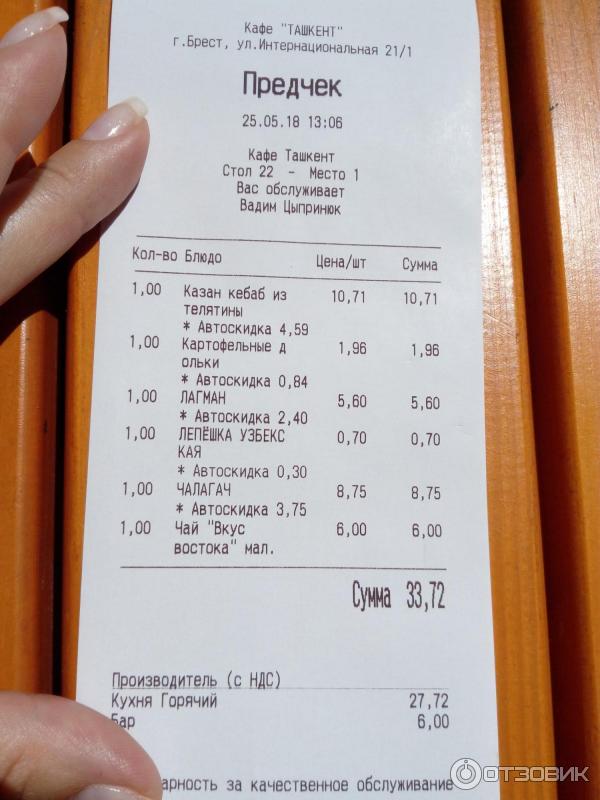 Кафе "ТАШКЕНТ"
г.Брест, ул.Интернациональная 21/1
Предчек
25.05.18 13:06
Кафе Ташкент
Стол 22 - Место 1
Вас обслуживает
Вадим Цыпринюк
Кол-во Блюдо Цена/шт Сумма
1,00 Казан кебаб из 10,71 10,71
телятины
* Автоскидка 4,59
1,00 Картофельные д 1,96 1,96
ольки
* Автоскидка 0,84
1,00 ЛАГМАН 5,60 5,60
* Автоскидка 2,40
1,00 ЛЕПЁШКА УЗБЕКС 0,70 0,70
КАЯ
* Автоскидка 0,30
1,00 ЧАЛАГАЧ 8,75 8,75
* Автоскидка 3,75
1,00 Чай "Вкус 6,00 6,00
востока" мал.
Сумма 33,72
Производитель (с НДС)
Кухня Горячий 27,72
Бар 6,00
арность за качественное обслуживание
ОТЗОВИК